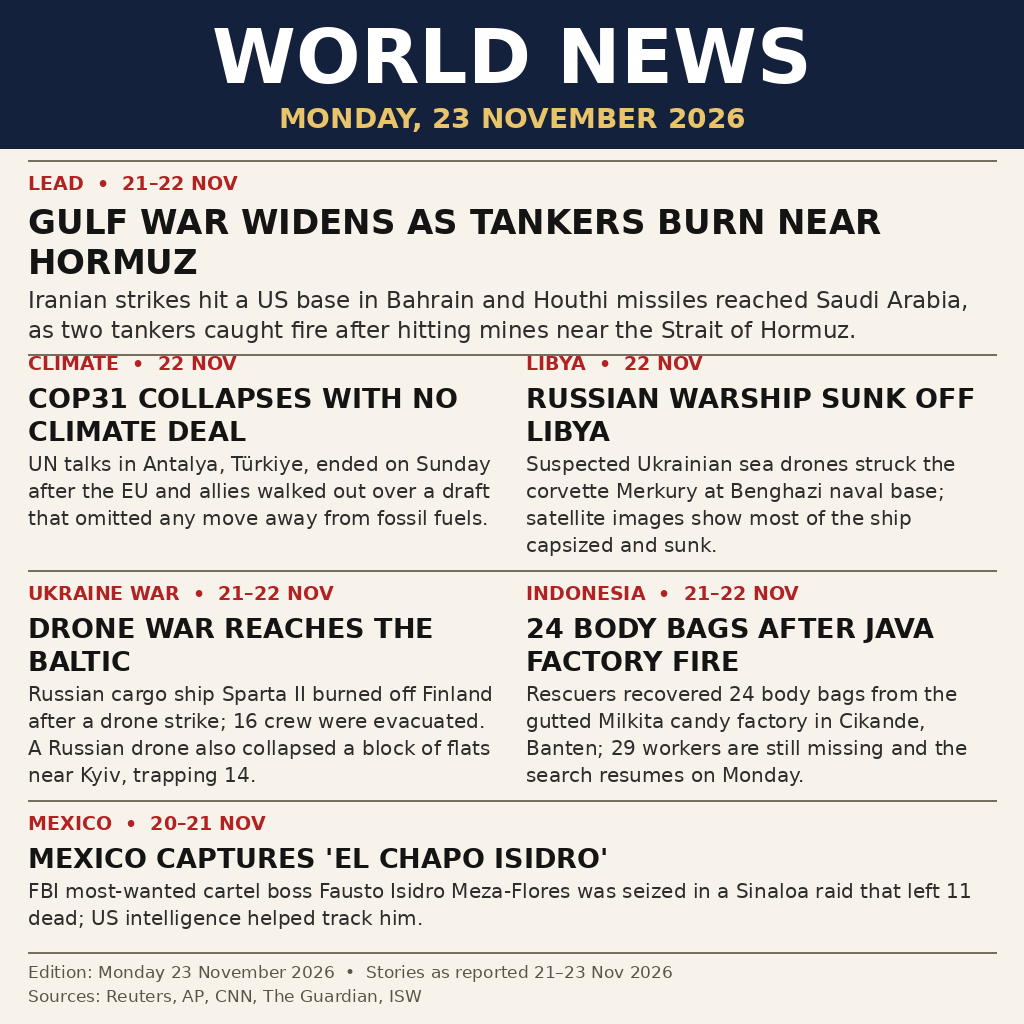 WORLD NEWS
MONDAY, 23 NOVEMBER 2026
LEAD • 21–22 NOV
GULF WAR WIDENS AS TANKERS BURN NEAR
HORMUZ
Iranian strikes hit a US base in Bahrain and Houthi missiles reached Saudi Arabia,
as two tankers caught fire after hitting mines near the Strait of Hormuz.
CLIMATE • 22 NOV
COP31 COLLAPSES WITH NO
CLIMATE DEAL
UN talks in Antalya, Türkiye, ended on Sunday
after the EU and allies walked out over a draft
that omitted any move away from fossil fuels.
LIBYA • 22 NOV
RUSSIAN WARSHIP SUNK OFF
LIBYA
Suspected Ukrainian sea drones struck the
corvette Merkury at Benghazi naval base;
satellite images show most of the ship
capsized and sunk.
UKRAINE WAR • 21–22 NOV
DRONE WAR REACHES THE
BALTIC
Russian cargo ship Sparta II burned off Finland
after a drone strike; 16 crew were evacuated.
A Russian drone also collapsed a block of flats
near Kyiv, trapping 14.
INDONESIA • 21–22 NOV
24 BODY BAGS AFTER JAVA
FACTORY FIRE
Rescuers recovered 24 body bags from the
gutted Milkita candy factory in Cikande,
Banten; 29 workers are still missing and the
search resumes on Monday.
MEXICO • 20–21 NOV
MEXICO CAPTURES 'EL CHAPO ISIDRO'
FBI most-wanted cartel boss Fausto Isidro Meza-Flores was seized in a Sinaloa raid that left 11
dead; US intelligence helped track him.
Edition: Monday 23 November 2026 • Stories as reported 21–23 Nov 2026
Sources: Reuters, AP, CNN, The Guardian, ISW